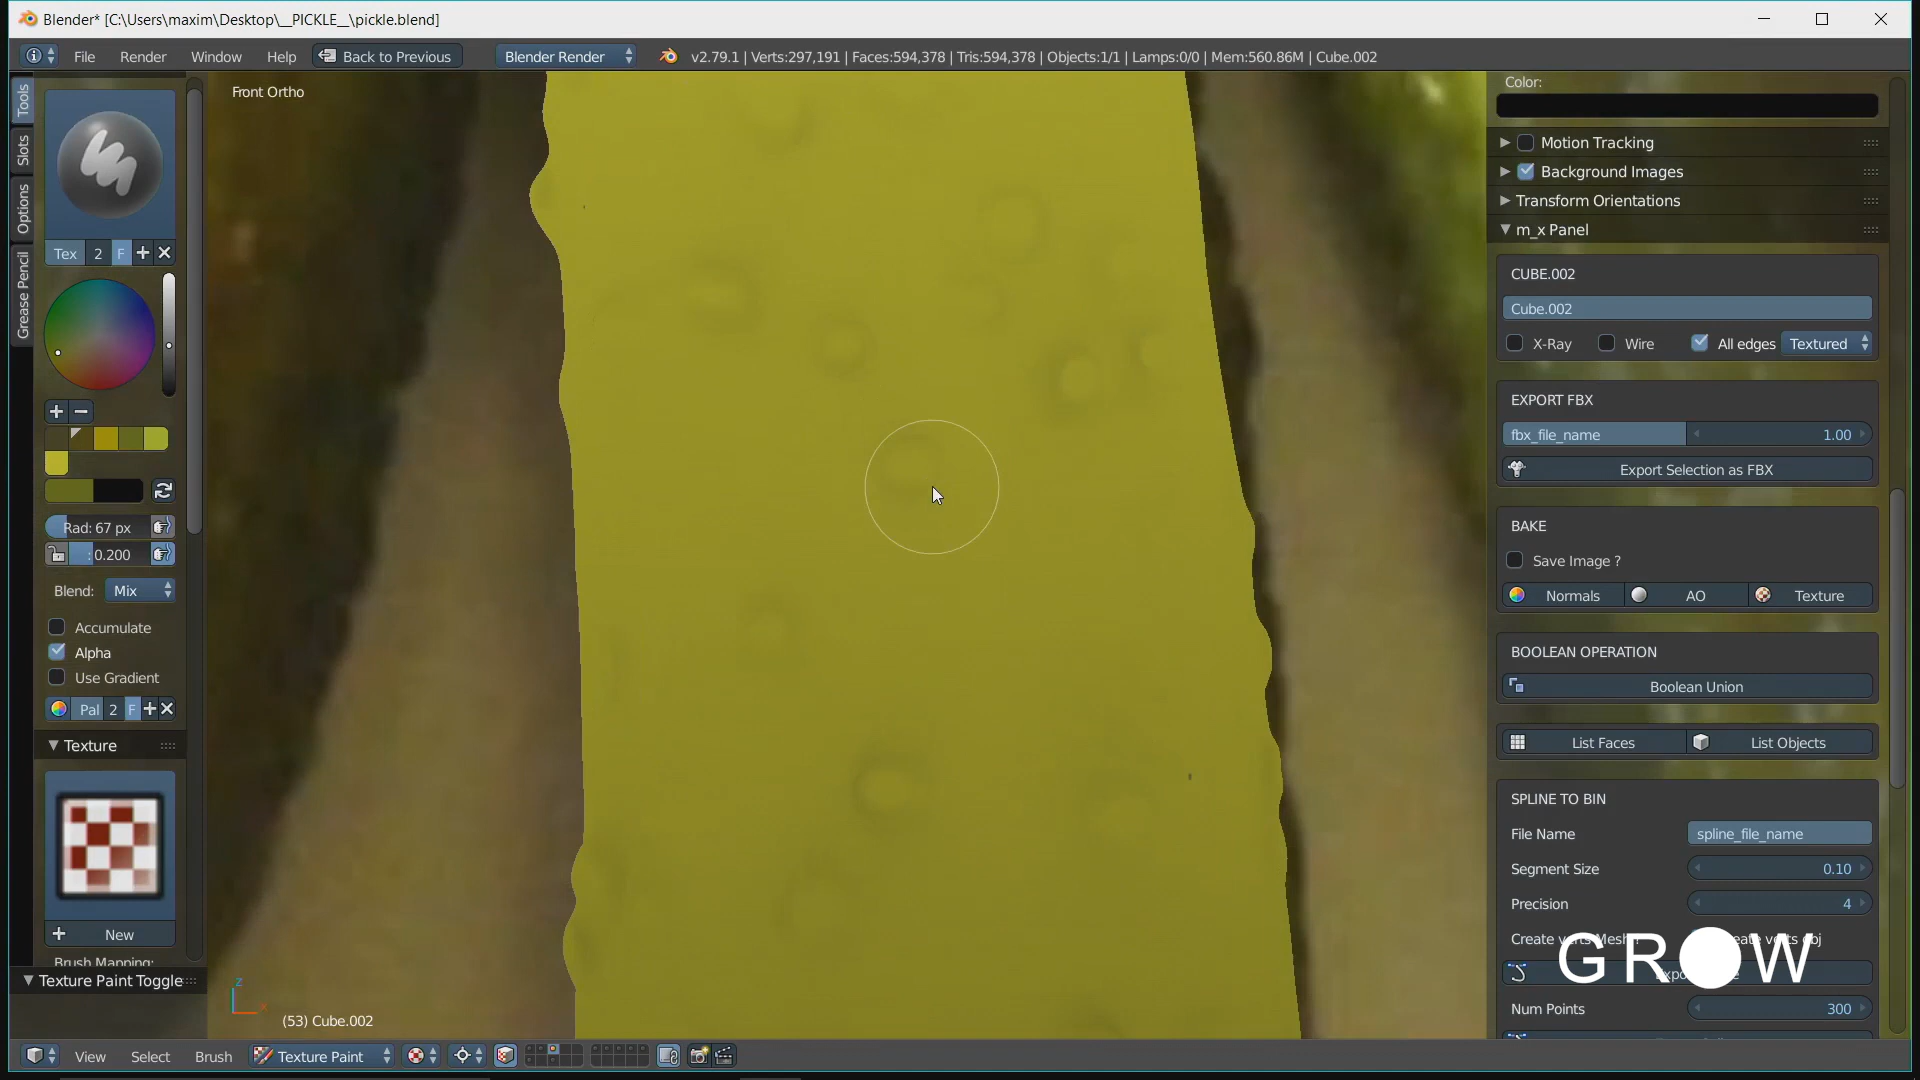 Blender* [C:\Users\maxim\Desktop\__PICKLE__\pickle.blend]
File Render Window Help Back to Previous Blender Render v2.79.1 | Verts:297,191 | Faces:594,378 | Tris:594,378 | Objects:1/1 | Lamps:0/0 | Mem:560.86M | Cube.002
Tools
Slots
Options
Grease Pencil
Tex 2 F
Rad: 67 px
: 0.200
Blend: Mix
Accumulate
Alpha
Use Gradient
Pal 2 F
Texture
New
Brush Mapping:
Texture Paint Toggle
Front Ortho
z
(53) Cube.002
Color:
Motion Tracking
Background Images
Transform Orientations
m_x Panel
CUBE.002
Cube.002
X-Ray Wire All edges Textured
EXPORT FBX
fbx_file_name 1.00
Export Selection as FBX
BAKE
Save Image ?
Normals AO Texture
BOOLEAN OPERATION
Boolean Union
List Faces List Objects
SPLINE TO BIN
File Name spline_file_name
Segment Size 0.10
Precision 4
Create verts Mesh
GROW
Num Points 300
View Select Brush Texture Paint